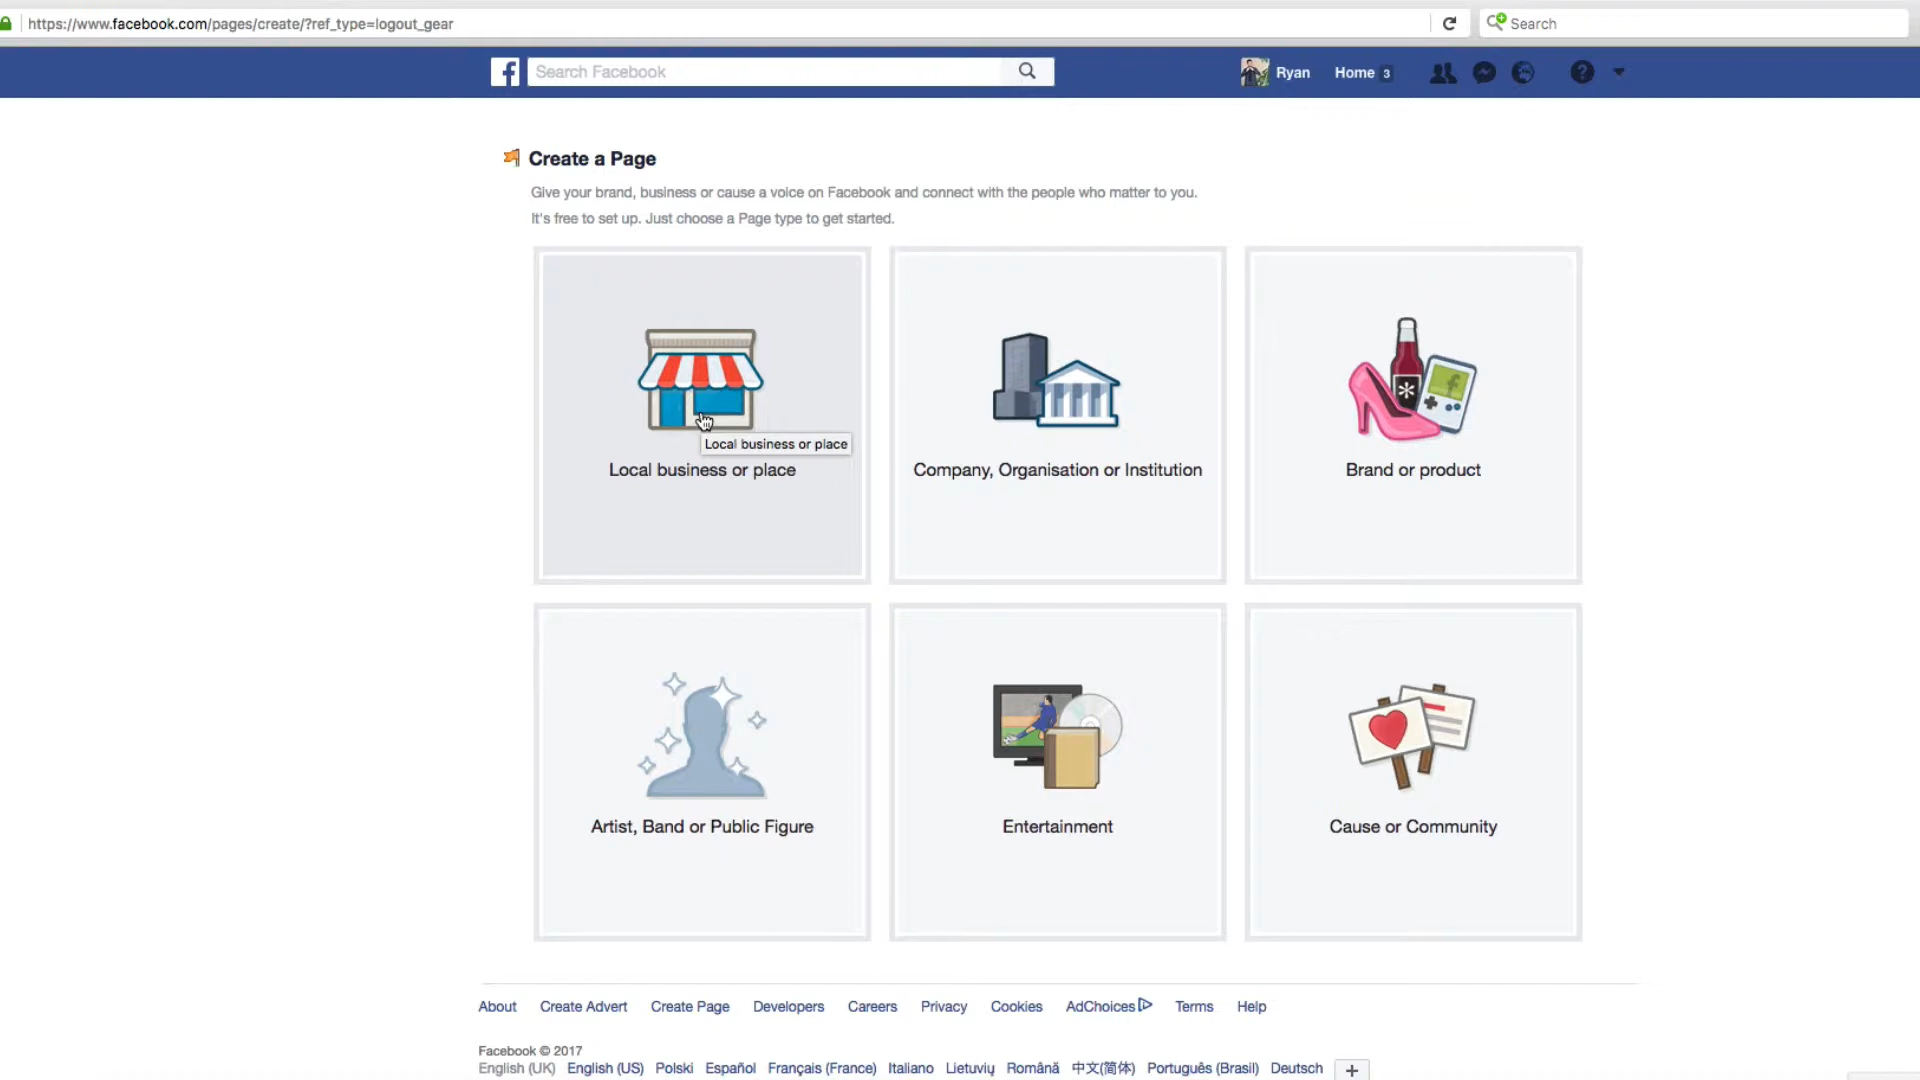 https://www.facebook.com/pages/create/?ref_type=logout_gear
Search
Search Facebook
Ryan
Home 3
Create a Page
Give your brand, business or cause a voice on Facebook and connect with the people who matter to you.
It's free to set up. Just choose a Page type to get started.
Local business or place
Local business or place
Company, Organisation or Institution
Brand or product
Artist, Band or Public Figure
Entertainment
Cause or Community
About Create Advert Create Page Developers Careers Privacy Cookies AdChoices Terms Help
Facebook © 2017
English (UK) English (US) Polski Español Français (France) Italiano Lietuvių Română 中文(简体) Português (Brasil) Deutsch